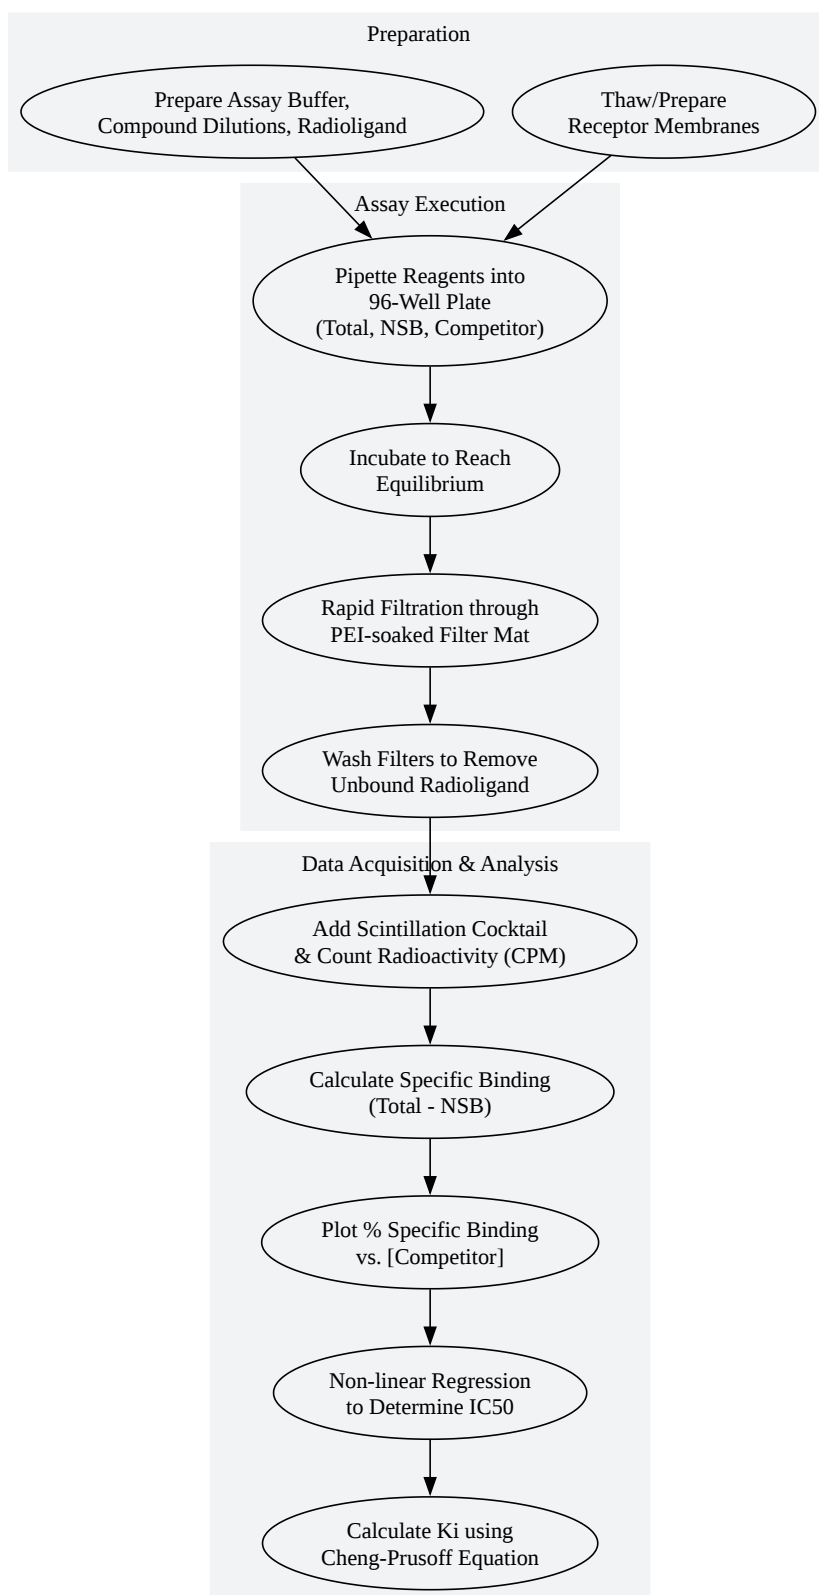 Preparation
Prepare Assay Buffer,
Compound Dilutions, Radioligand
Thaw/Prepare
Receptor Membranes
Assay Execution
Pipette Reagents into
96-Well Plate
(Total, NSB, Competitor)
Incubate to Reach
Equilibrium
Rapid Filtration through
PEI-soaked Filter Mat
Wash Filters to Remove
Unbound Radioligand
Data Acquisition & Analysis
Add Scintillation Cocktail
& Count Radioactivity (CPM)
Calculate Specific Binding
(Total - NSB)
Plot % Specific Binding
vs. [Competitor]
Non-linear Regression
to Determine IC50
Calculate Ki using
Cheng-Prusoff Equation